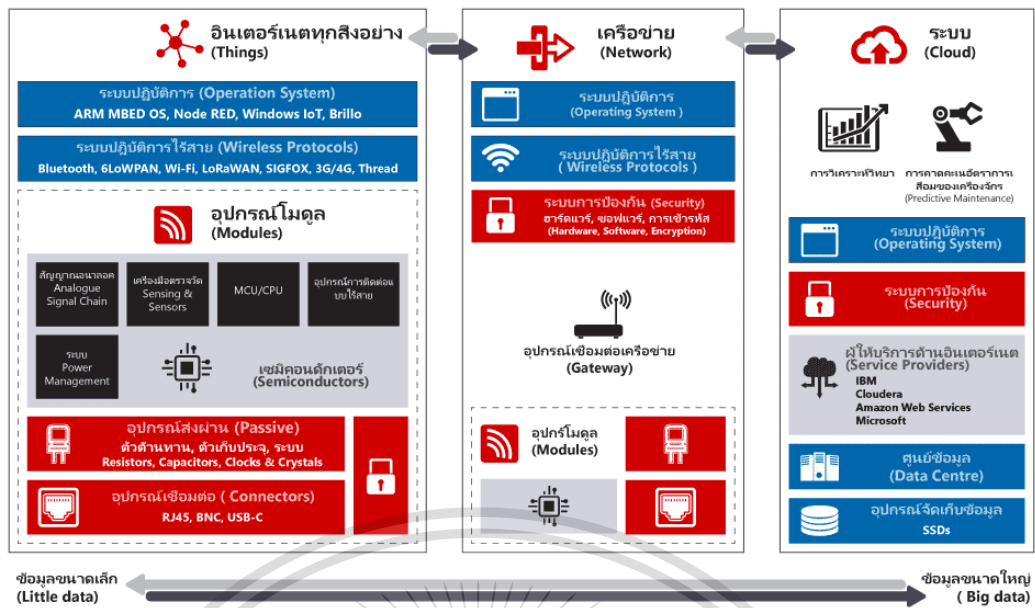 อินเตอร์เนตทุกสิ่งอย่าง
(Things)
ระบบปฎิบัติการ (Operation System)
ARM MBED OS, Node RED, Windows IoT, Brillo
ระบบปฎิบัติการไร้สาย (Wireless Protocols)
Bluetooth, 6LoWPAN, Wi-Fi, LoRaWAN, SIGFOX, 3G/4G, Thread
อุปกรณ์โมดูล
(Modules)
สัญญาณอนาลอค
Analogue
Signal Chain
เครื่องมือตรวจวัด
Sensing &
Sensors
MCU/CPU
อุปกรณ์การติดต่อแ
บบไร้สาย
ระบบ
Power
Management
เซมิคอนดักเตอร์
(Semiconductors)
อุปกรณ์ส่งผ่าน (Passive)
ตัวต้านทาน, ตัวเก็บประจุ, ระบบ
Resistors, Capacitors, Clocks & Crystals
อุปกรณ์เชื่อมต่อ ( Connectors)
RJ45, BNC, USB-C
เครือข่าย
(Network)
ระบบปฎิบัติการ
(Operating System )
ระบบปฎิบัติการไร้สาย
( Wireless Protocols )
ระบบการป้องกัน (Security)
ฮาร์ดแวร์, ซอฟแวร์, การเข้ารหัส
(Hardware, Software, Encryption)
อุปกรณ์เชื่อมต่อเครือข่าย
(Gateway)
อุปกร์โมดูล
(Modules)
ระบบ
(Cloud)
การวิเคราะห์วิทยา
การคาดคะเนอัตราการเ
สื่อมของเครื่องจักร
(Predictive Maintenance)
ระบบปฎิบัติการ
(Operating System)
ระบบการป้องกัน
(Security)
ผู้ให้บริการด้านอินเตอร์เนต
(Service Providers)
IBM
Cloudera
Amazon Web Services
Microsoft
ศูนย์ข้อมูล
(Data Centre)
อุปกรณ์จัดเก็บข้อมูล
SSDs
ข้อมูลขนาดเล็ก
(Little data)
ข้อมูลขนาดใหญ่
( Big data)